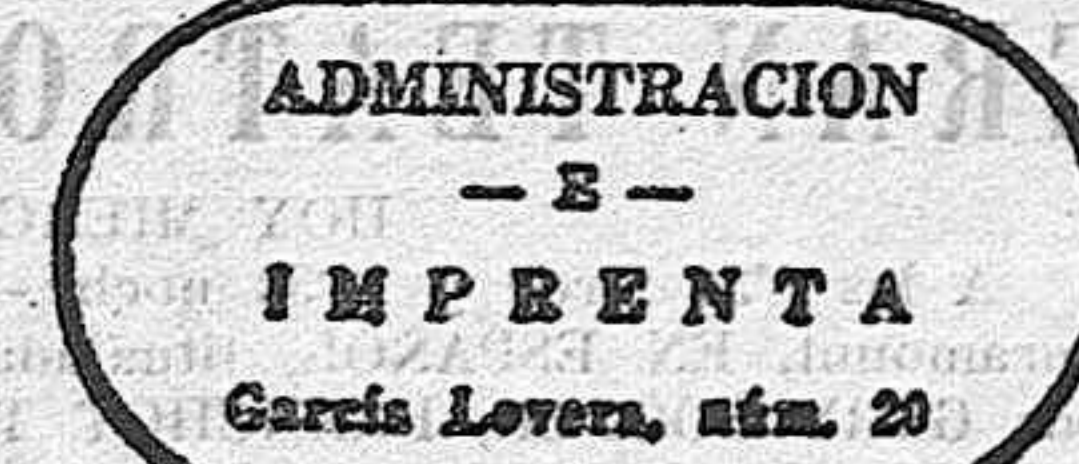 ADMINISTRACION
— E —
IMPRENTA
García Lovera, núm. 20